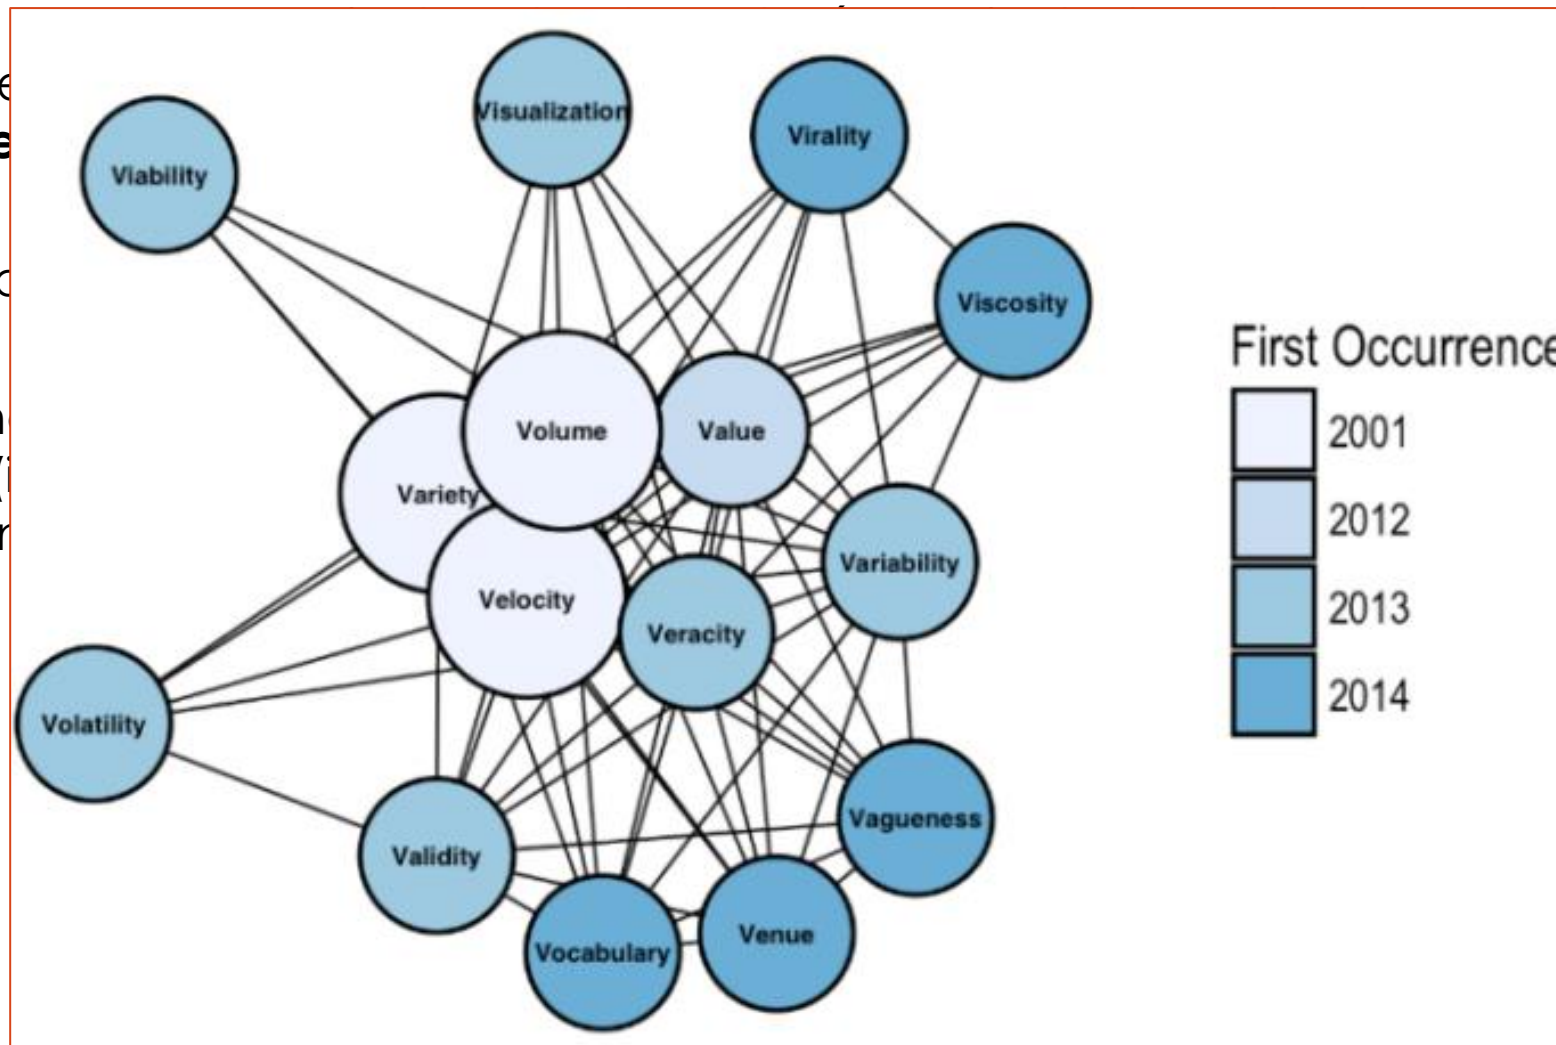 Visualization
Virality
Viability
Viscosity
First Occurrence
Volume
Value
2001
Variety
2012
Variability
Velocity
2013
Veracity
2014
Volatility
Vagueness
Validity
Venue
Vocabulary